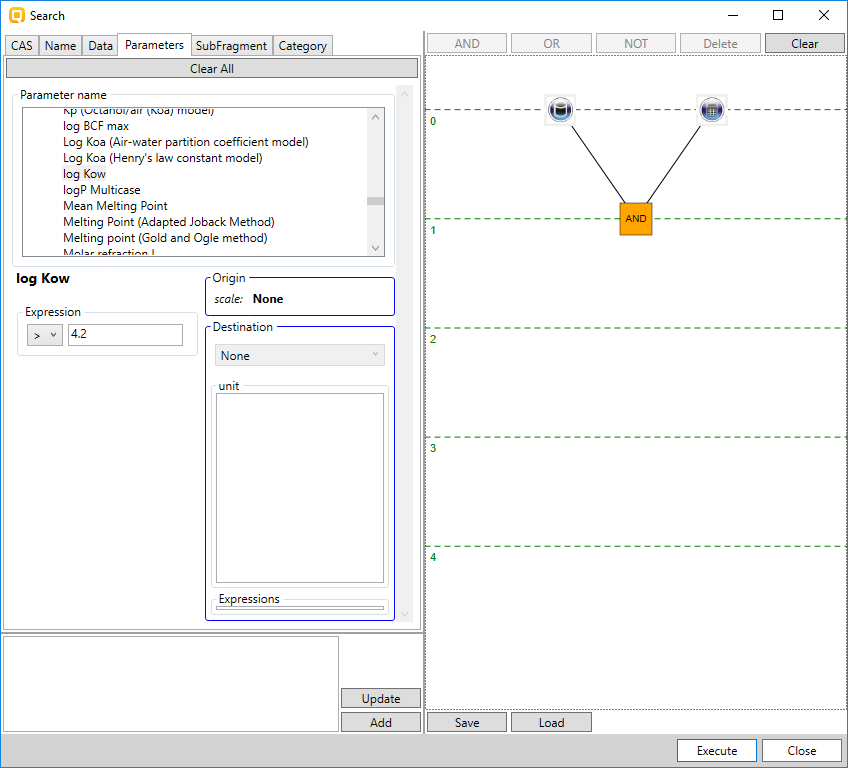 Search
CAS Name Data Parameters SubFragment Category
Clear All
Parameter name
Kp (Octanol/air (Koa) model)
log BCF max
Log Koa (Air-water partition coefficient model)
Log Koa (Henry's law constant model)
log Kow
logP Multicase
Mean Melting Point
Melting Point (Adapted Joback Method)
Melting point (Gold and Ogle method)
Molar refraction I
log Kow
Expression
> 4.2
Origin
scale: None
Destination
None
unit
Expressions
Update
Add
AND OR NOT Delete Clear
0
AND
1
2
3
4
Save Load
Execute Close